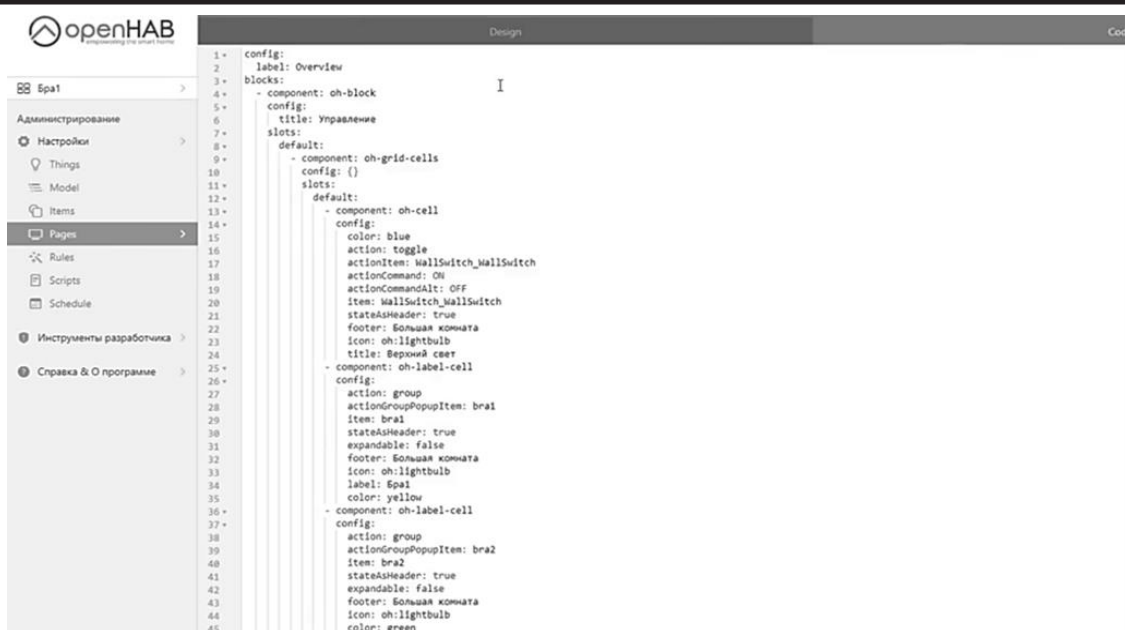 openHAB
empowering the smart home
Design
1 config:
2 label: Overview
3 blocks:
4 - component: oh-block
5 config:
6 title: Управление
7 slots:
8 default:
9 - component: oh-grid-cells
10 config: {}
11 slots:
12 default:
13 - component: oh-cell
14 config:
15 color: blue
16 action: toggle
17 actionItem: WallSwitch_WallSwitch
18 actionCommand: ON
19 actionCommandAlt: OFF
20 item: WallSwitch_WallSwitch
21 stateAsHeader: true
22 footer: Большая комната
23 icon: oh:lightbulb
24 title: Верхний свет
25 - component: oh-label-cell
26 config:
27 action: group
28 actionGroupPopupItem: bra1
29 item: bra1
30 stateAsHeader: true
31 expandable: false
32 footer: Большая комната
33 icon: oh:lightbulb
34 label: Бра1
35 color: yellow
36 - component: oh-label-cell
37 config:
38 action: group
39 actionGroupPopupItem: bra2
40 item: bra2
41 stateAsHeader: true
42 expandable: false
43 footer: Большая комната
44 icon: oh:lightbulb
45 color: green
Бра1
Администрирование
Настройки
Things
Model
Items
Pages
Rules
Scripts
Schedule
Инструменты разработчика
Справка & О программе